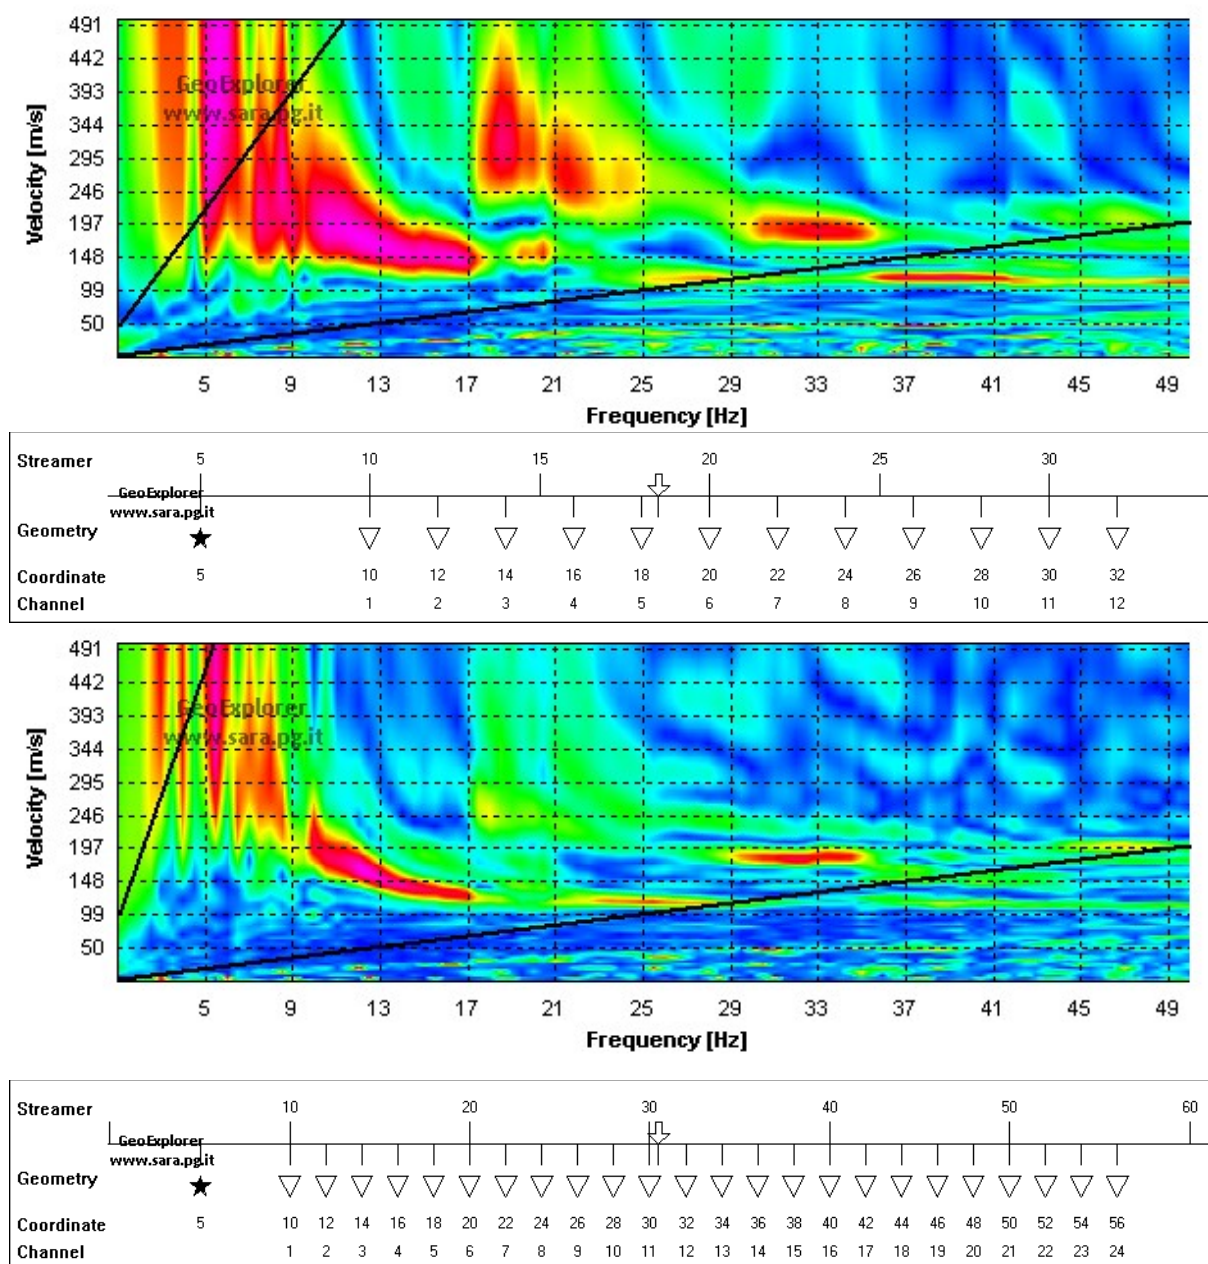 491
442
393
344
295
246
197
148
99
50
Velocity [m/s]
GeoExplorer
www.sara.pg.it
5 9 13 17 21 25 29 33 37 41 45 49
Frequency [Hz]
Streamer 5 10 15 20 25 30
GeoExplorer
www.sara.pg.it
Geometry
Coordinate 5 10 12 14 16 18 20 22 24 26 28 30 32
Channel 1 2 3 4 5 6 7 8 9 10 11 12
491
442
393
344
295
246
197
148
99
50
Velocity [m/s]
GeoExplorer
www.sara.pg.it
5 9 13 17 21 25 29 33 37 41 45 49
Frequency [Hz]
Streamer 10 20 30 40 50 60
GeoExplorer
www.sara.pg.it
Geometry
Coordinate 5 10 12 14 16 18 20 22 24 26 28 30 32 34 36 38 40 42 44 46 48 50 52 54 56
Channel 1 2 3 4 5 6 7 8 9 10 11 12 13 14 15 16 17 18 19 20 21 22 23 24